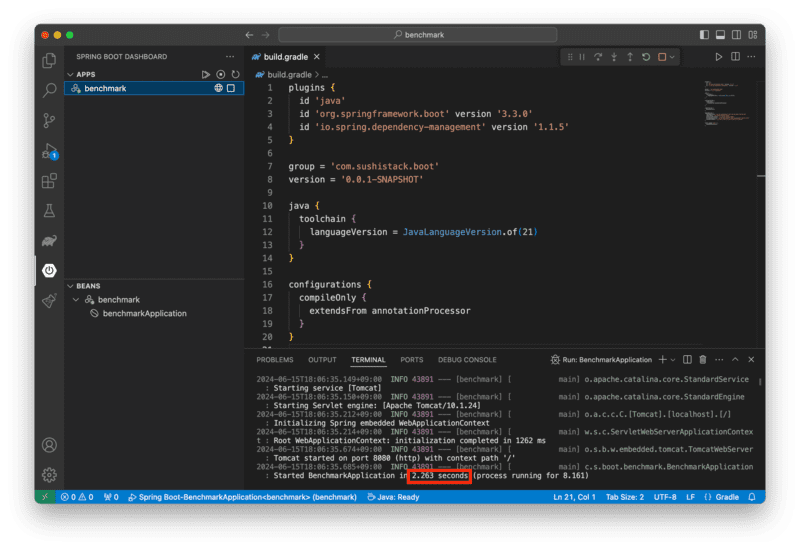 benchmark
SPRING BOOT DASHBOARD
APPS
benchmark
BEANS
benchmark
benchmarkApplication
1
build.gradle
build.gradle > ...
1 plugins {
2 id 'java'
3 id 'org.springframework.boot' version '3.3.0'
4 id 'io.spring.dependency-management' version '1.1.5'
5 }
6
7 group = 'com.sushistack.boot'
8 version = '0.0.1-SNAPSHOT'
9
10 java {
11 toolchain {
12 languageVersion = JavaLanguageVersion.of(21)
13 }
14 }
15
16 configurations {
17 compileOnly {
18 extendsFrom annotationProcessor
19 }
20 }
PROBLEMS OUTPUT TERMINAL PORTS DEBUG CONSOLE Run: BenchmarkApplication
2024-06-15T18:06:35.149+09:00 INFO 43891 --- [benchmark] [ main] o.apache.catalina.core.StandardService
: Starting service [Tomcat]
2024-06-15T18:06:35.150+09:00 INFO 43891 --- [benchmark] [ main] o.apache.catalina.core.StandardEngine
: Starting Servlet engine: [Apache Tomcat/10.1.24]
2024-06-15T18:06:35.212+09:00 INFO 43891 --- [benchmark] [ main] o.a.c.c.C.[Tomcat].[localhost].[/]
: Initializing Spring embedded WebApplicationContext
2024-06-15T18:06:35.214+09:00 INFO 43891 --- [benchmark] [ main] w.s.c.ServletWebServerApplicationContex
t : Root WebApplicationContext: initialization completed in 1262 ms
2024-06-15T18:06:35.674+09:00 INFO 43891 --- [benchmark] [ main] o.s.b.w.embedded.tomcat.TomcatWebServer
: Tomcat started on port 8080 (http) with context path '/'
2024-06-15T18:06:35.685+09:00 INFO 43891 --- [benchmark] [ main] c.s.boot.benchmark.BenchmarkApplication
: Started BenchmarkApplication in 2.263 seconds (process running for 8.161)
0 0 0 Spring Boot-BenchmarkApplication<benchmark> (benchmark) Java: Ready Ln 21, Col 1 Tab Size: 2 UTF-8 LF Gradle